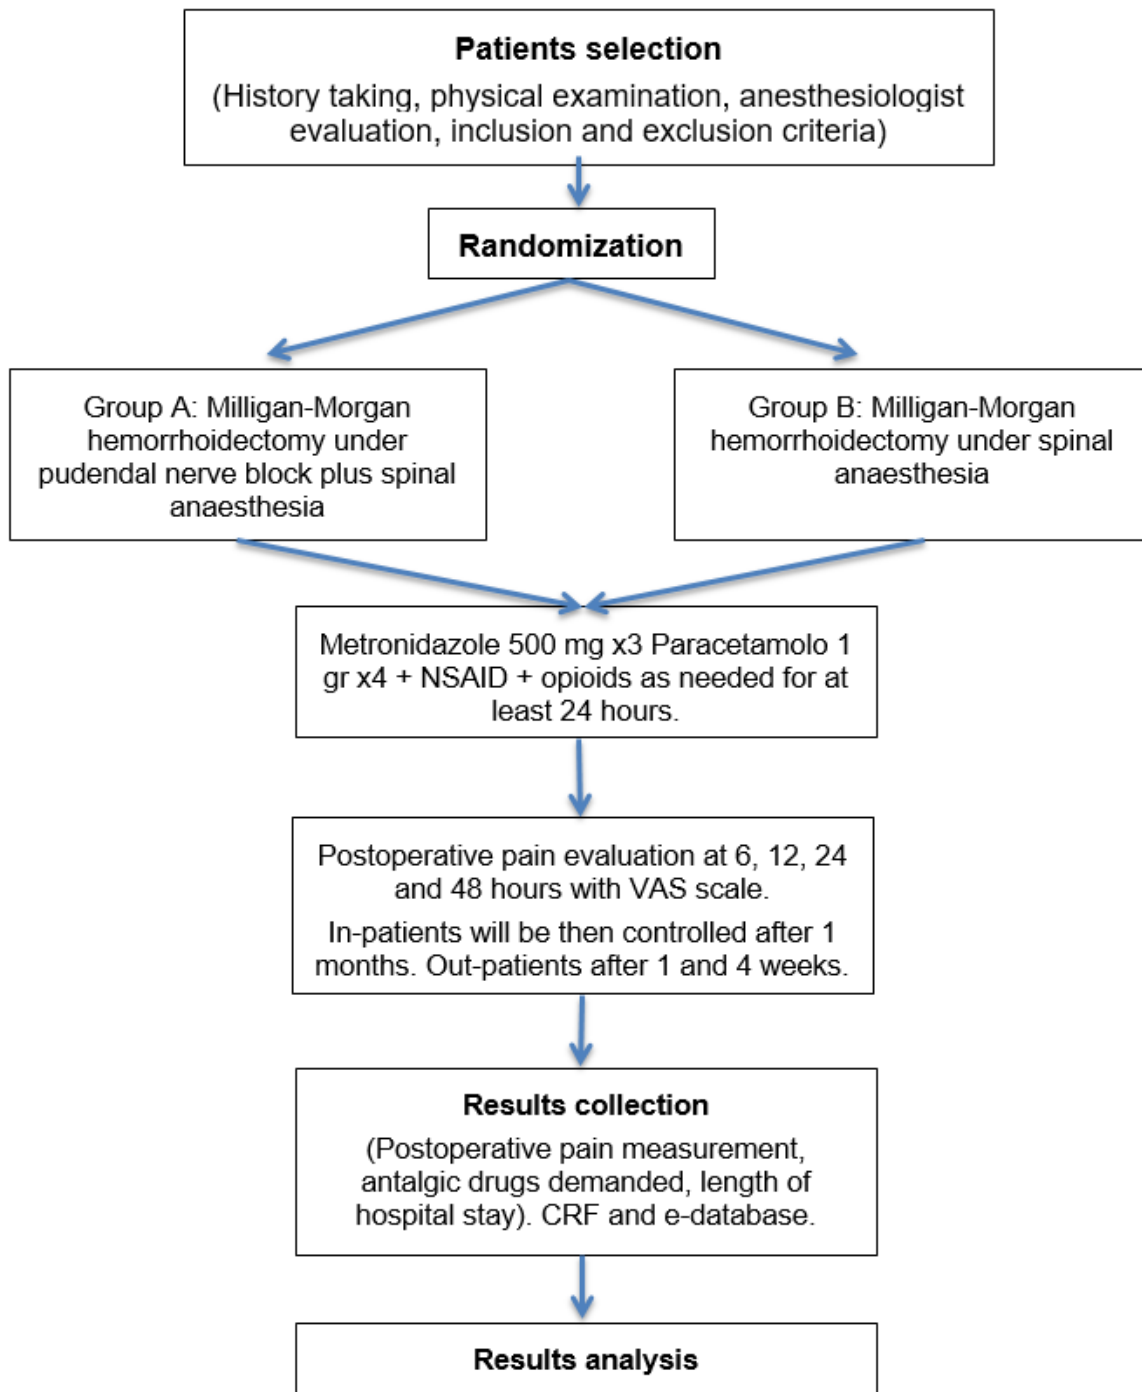 Patients selection
(History taking, physical examination, anesthesiologist
evaluation, inclusion and exclusion criteria)
Randomization
Group A: Milligan-Morgan
hemorrhoidectomy under
pudendal nerve block plus spinal
anaesthesia
Group B: Milligan-Morgan
hemorrhoidectomy under spinal
anaesthesia
Metronidazole 500 mg x3 Paracetamolo 1
gr x4 + NSAID + opioids as needed for at
least 24 hours.
Postoperative pain evaluation at 6, 12, 24
and 48 hours with VAS scale.
In-patients will be then controlled after 1
months. Out-patients after 1 and 4 weeks.
Results collection
(Postoperative pain measurement,
antalgic drugs demanded, length of
hospital stay). CRF and e-database.
Results analysis